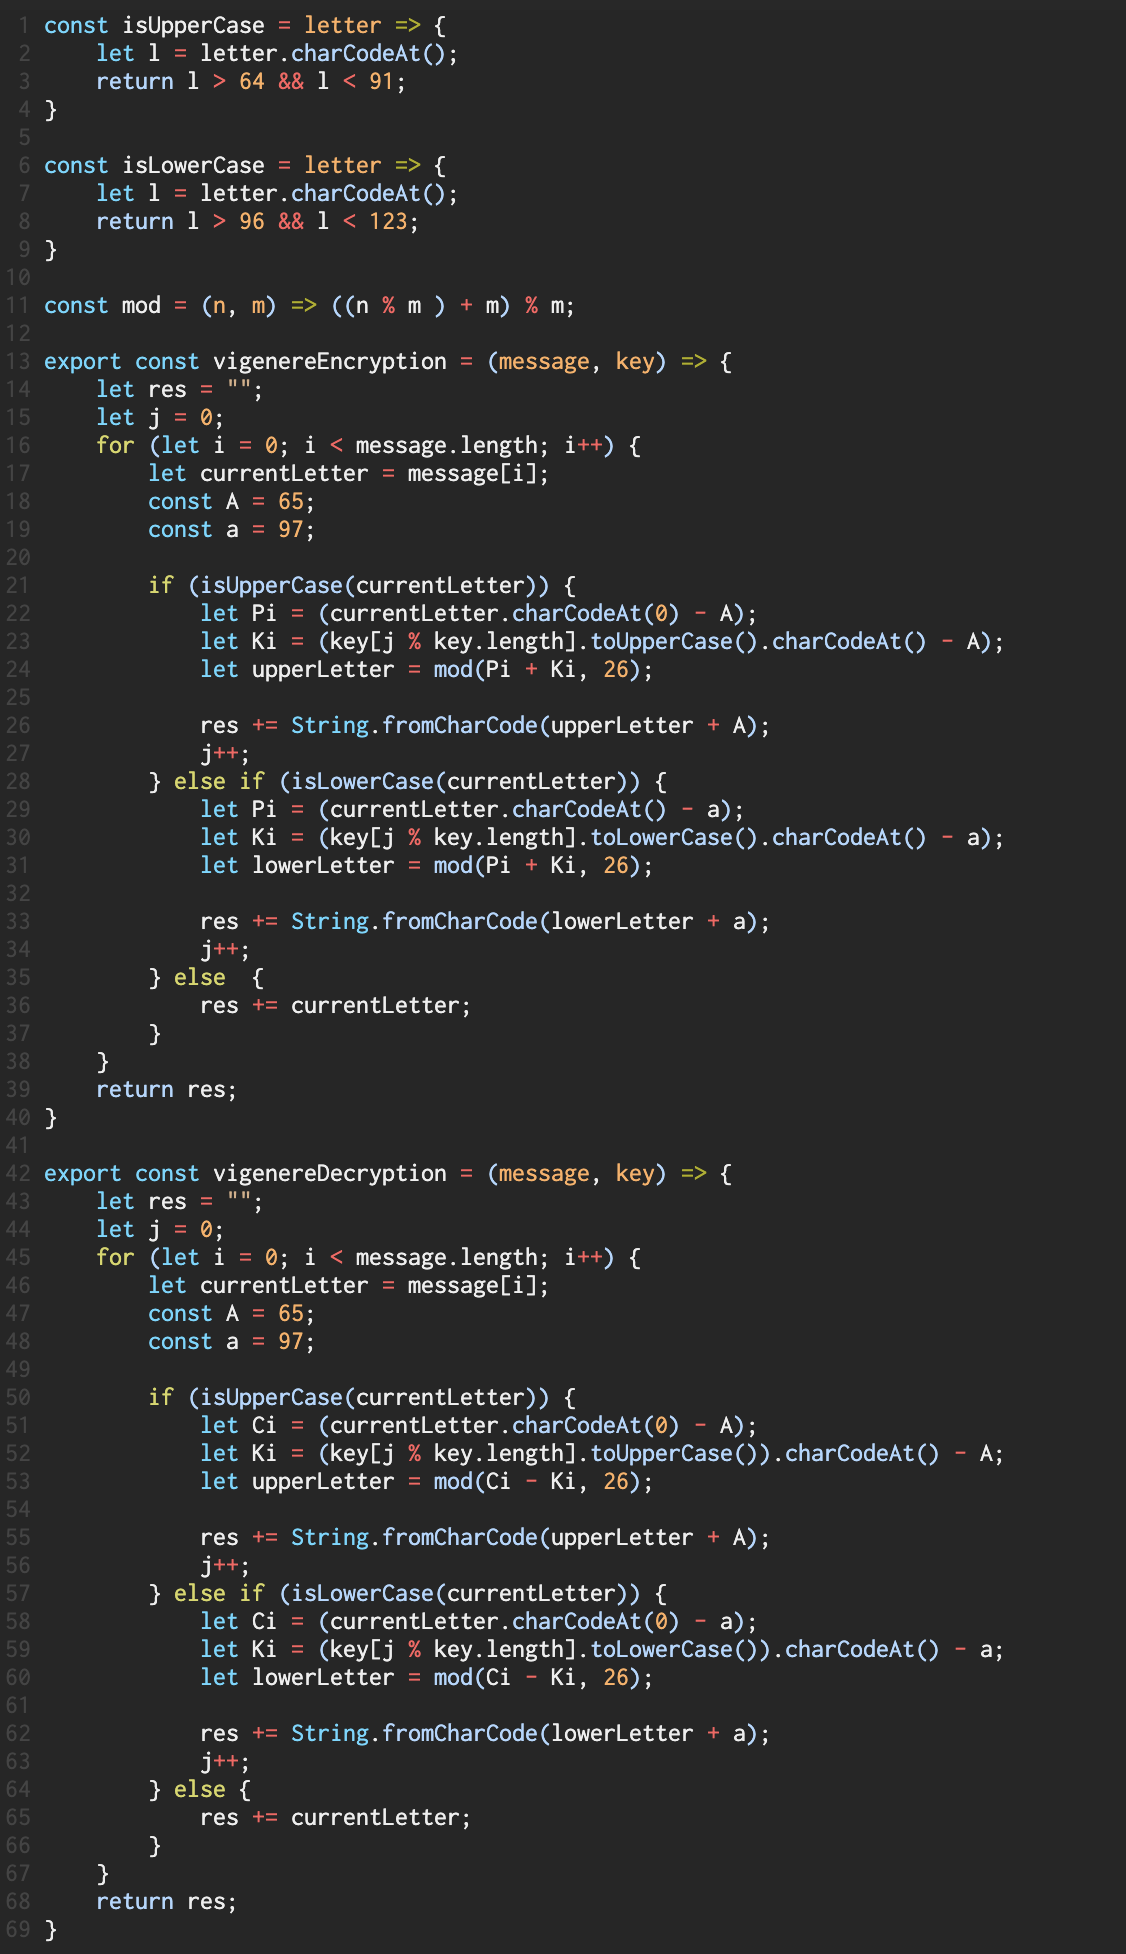 1 const isUpperCase = letter => {
2     let l = letter.charCodeAt();
3     return l > 64 && l < 91;
4 }
5
6 const isLowerCase = letter => {
7     let l = letter.charCodeAt();
8     return l > 96 && l < 123;
9 }
10
11 const mod = (n, m) => ((n % m ) + m) % m;
12
13 export const vigenereEncryption = (message, key) => {
14     let res = "";
15     let j = 0;
16     for (let i = 0; i < message.length; i++) {
17         let currentLetter = message[i];
18         const A = 65;
19         const a = 97;
20
21         if (isUpperCase(currentLetter)) {
22             let Pi = (currentLetter.charCodeAt(0) - A);
23             let Ki = (key[j % key.length].toUpperCase().charCodeAt() - A);
24             let upperLetter = mod(Pi + Ki, 26);
25
26             res += String.fromCharCode(upperLetter + A);
27             j++;
28         } else if (isLowerCase(currentLetter)) {
29             let Pi = (currentLetter.charCodeAt() - a);
30             let Ki = (key[j % key.length].toLowerCase().charCodeAt() - a);
31             let lowerLetter = mod(Pi + Ki, 26);
32
33             res += String.fromCharCode(lowerLetter + a);
34             j++;
35         } else  {
36             res += currentLetter;
37         }
38     }
39     return res;
40 }
41
42 export const vigenereDecryption = (message, key) => {
43     let res = "";
44     let j = 0;
45     for (let i = 0; i < message.length; i++) {
46         let currentLetter = message[i];
47         const A = 65;
48         const a = 97;
49
50         if (isUpperCase(currentLetter)) {
51             let Ci = (currentLetter.charCodeAt(0) - A);
52             let Ki = (key[j % key.length].toUpperCase()).charCodeAt() - A;
53             let upperLetter = mod(Ci - Ki, 26);
54
55             res += String.fromCharCode(upperLetter + A);
56             j++;
57         } else if (isLowerCase(currentLetter)) {
58             let Ci = (currentLetter.charCodeAt(0) - a);
59             let Ki = (key[j % key.length].toLowerCase()).charCodeAt() - a;
60             let lowerLetter = mod(Ci - Ki, 26);
61
62             res += String.fromCharCode(lowerLetter + a);
63             j++;
64         } else {
65             res += currentLetter;
66         }
67     }
68     return res;
69 }